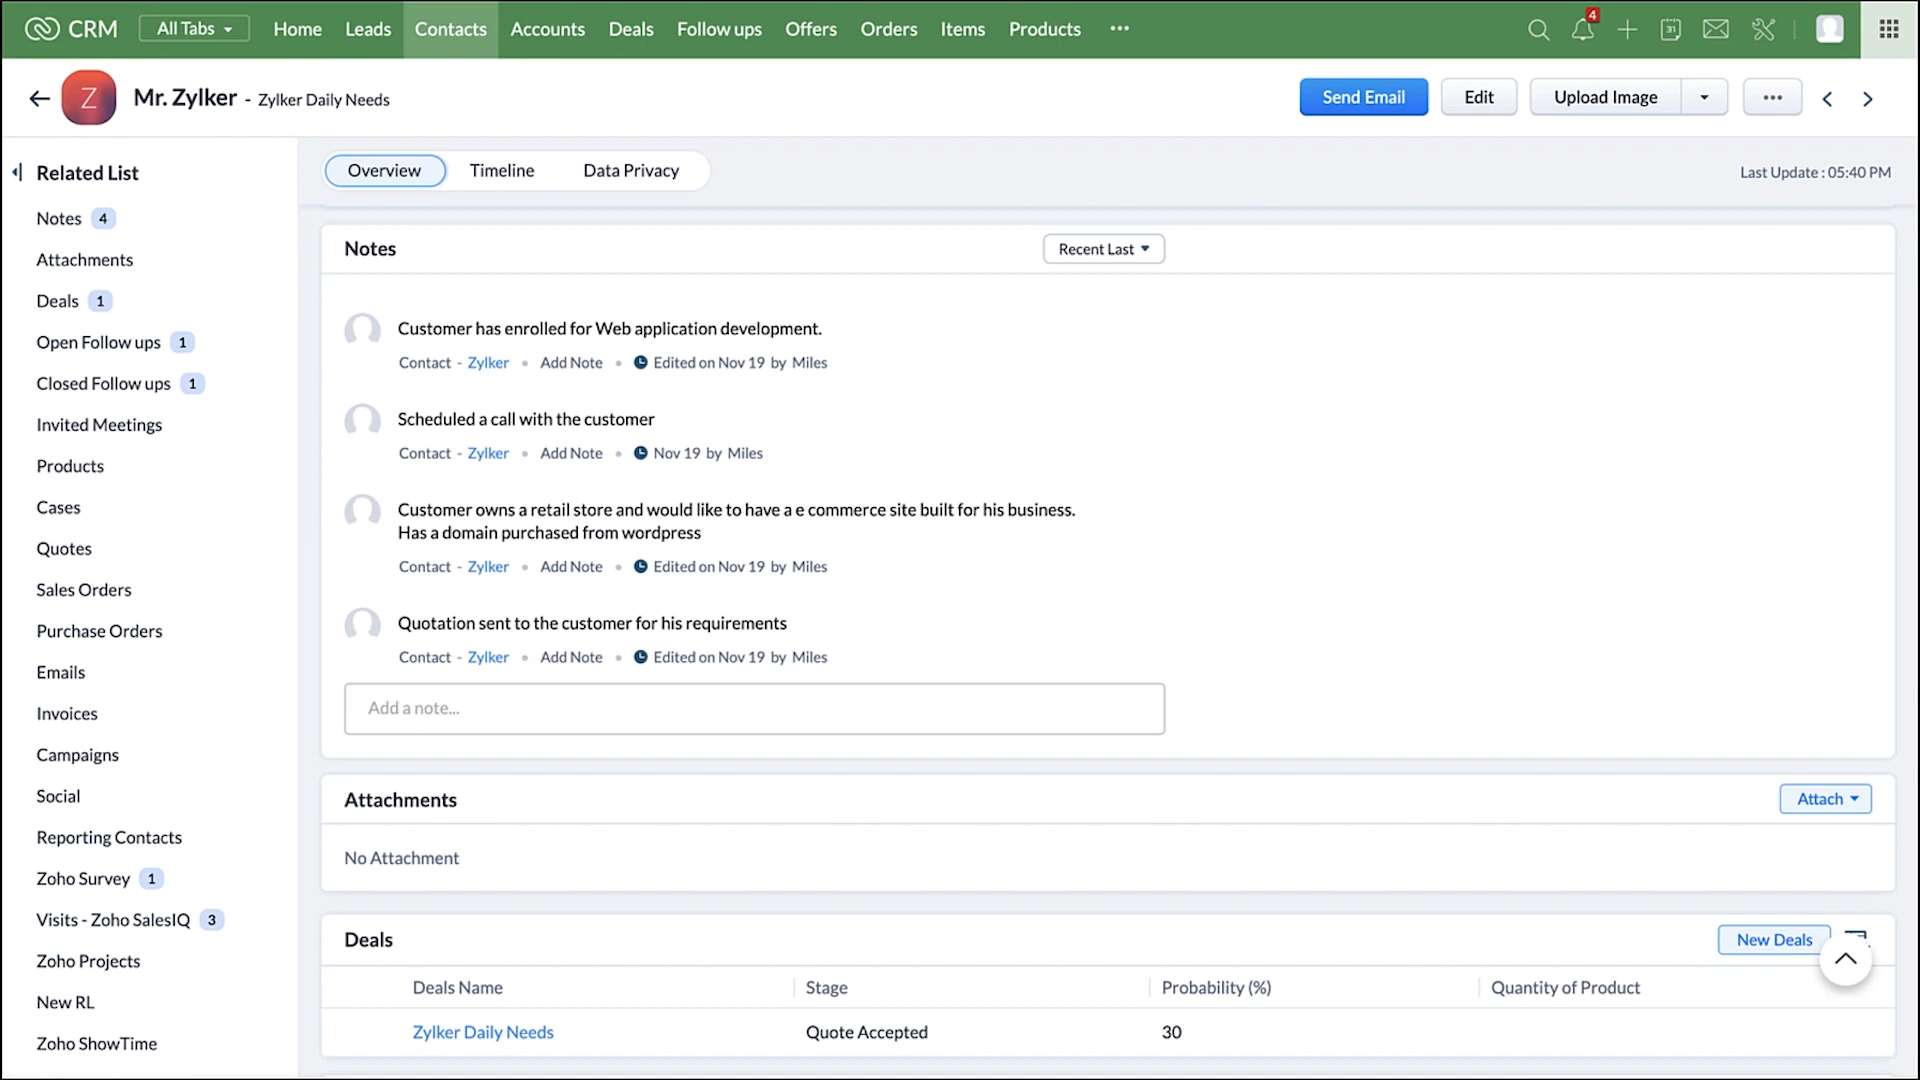 CRM All Tabs Home Leads Contacts Accounts Deals Follow ups Offers Orders Items Products ••• 4 31
Z Mr. Zylker - Zylker Daily Needs Send Email Edit Upload Image •••
Related List
Notes 4
Attachments
Deals 1
Open Follow ups 1
Closed Follow ups 1
Invited Meetings
Products
Cases
Quotes
Sales Orders
Purchase Orders
Emails
Invoices
Campaigns
Social
Reporting Contacts
Zoho Survey 1
Visits - Zoho SalesIQ 3
Zoho Projects
New RL
Zoho ShowTime
Overview Timeline Data Privacy Last Update : 05:40 PM
Notes Recent Last
Customer has enrolled for Web application development.
Contact - Zylker • Add Note • Edited on Nov 19 by Miles
Scheduled a call with the customer
Contact - Zylker • Add Note • Nov 19 by Miles
Customer owns a retail store and would like to have a e commerce site built for his business.
Has a domain purchased from wordpress
Contact - Zylker • Add Note • Edited on Nov 19 by Miles
Quotation sent to the customer for his requirements
Contact - Zylker • Add Note • Edited on Nov 19 by Miles
Add a note...
Attachments Attach
No Attachment
Deals New Deals
Deals Name Stage Probability (%) Quantity of Product
Zylker Daily Needs Quote Accepted 30